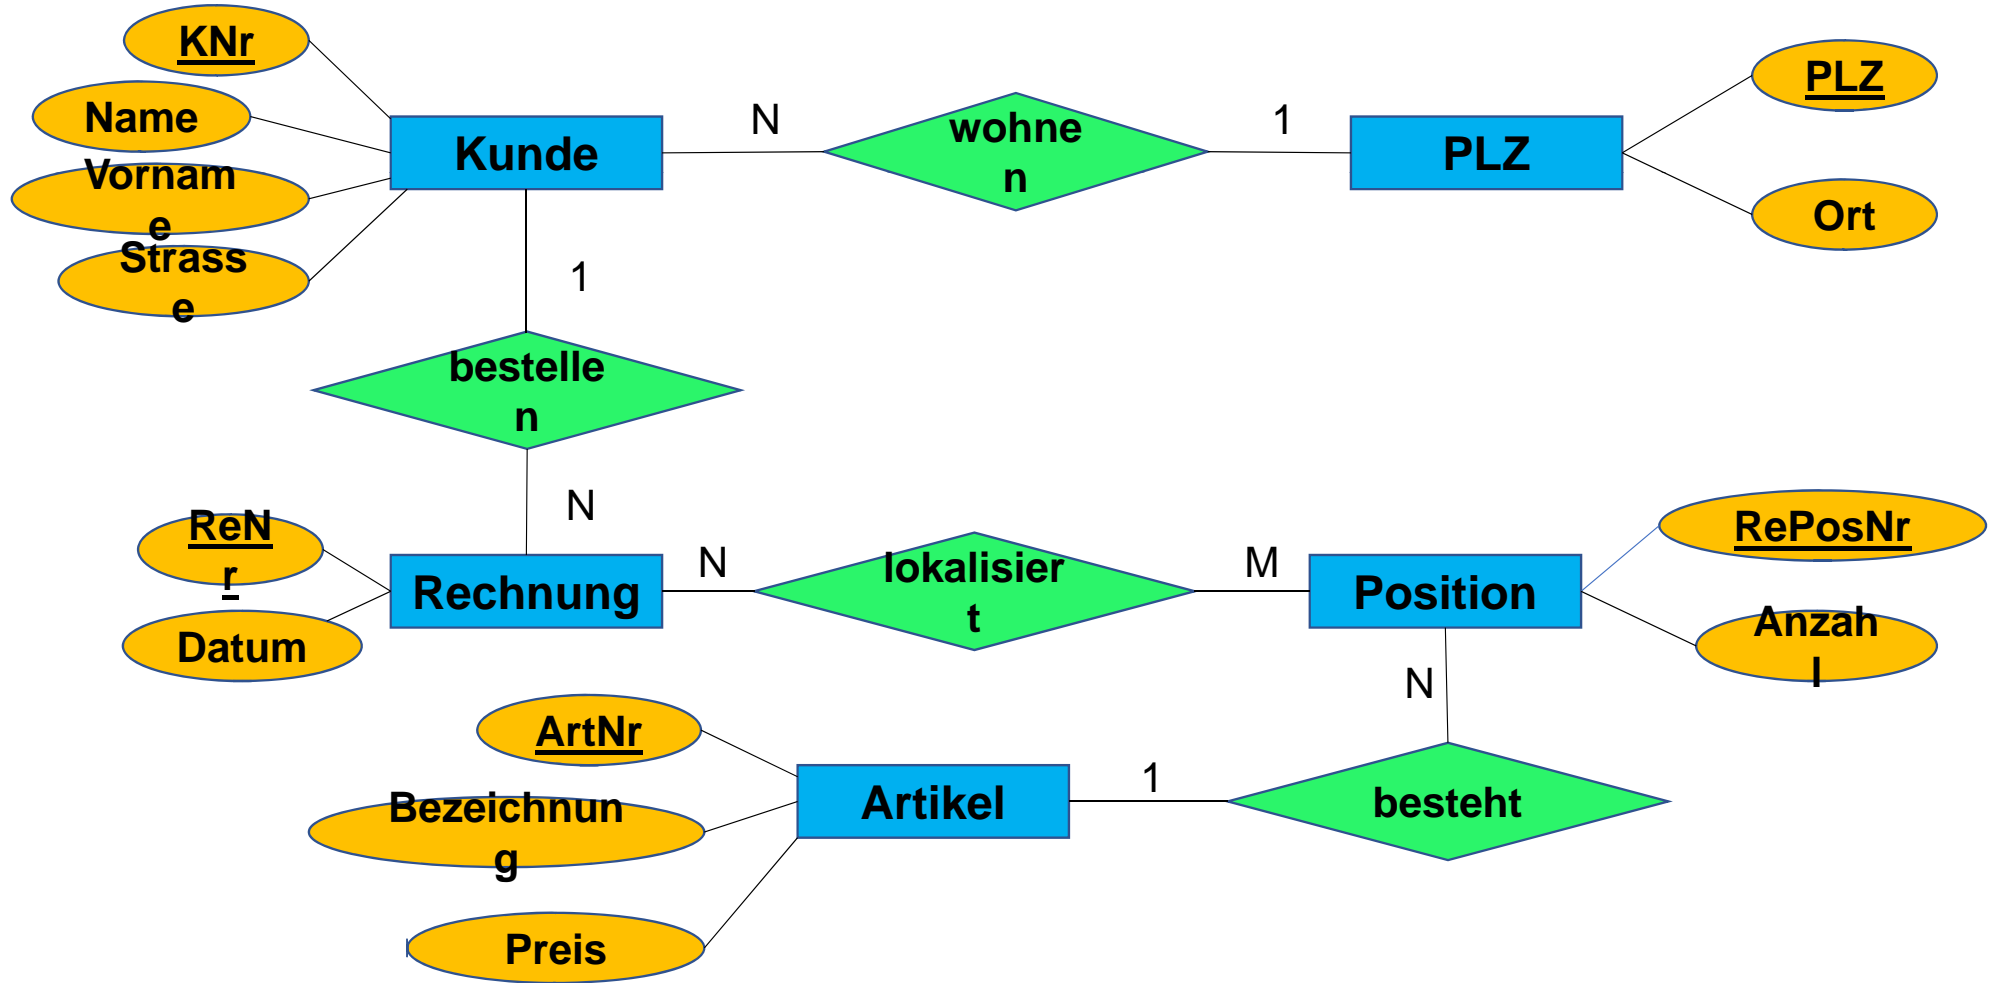 KNr
Name
Vornam
e
Strass
e
Kunde
N
wohne
n
1
PLZ
PLZ
Ort
1
bestelle
n
N
ReN
r
Datum
Rechnung
N
lokalisier
t
M
Position
RePosNr
Anzah
l
N
ArtNr
Bezeichnun
g
Preis
Artikel
1
besteht